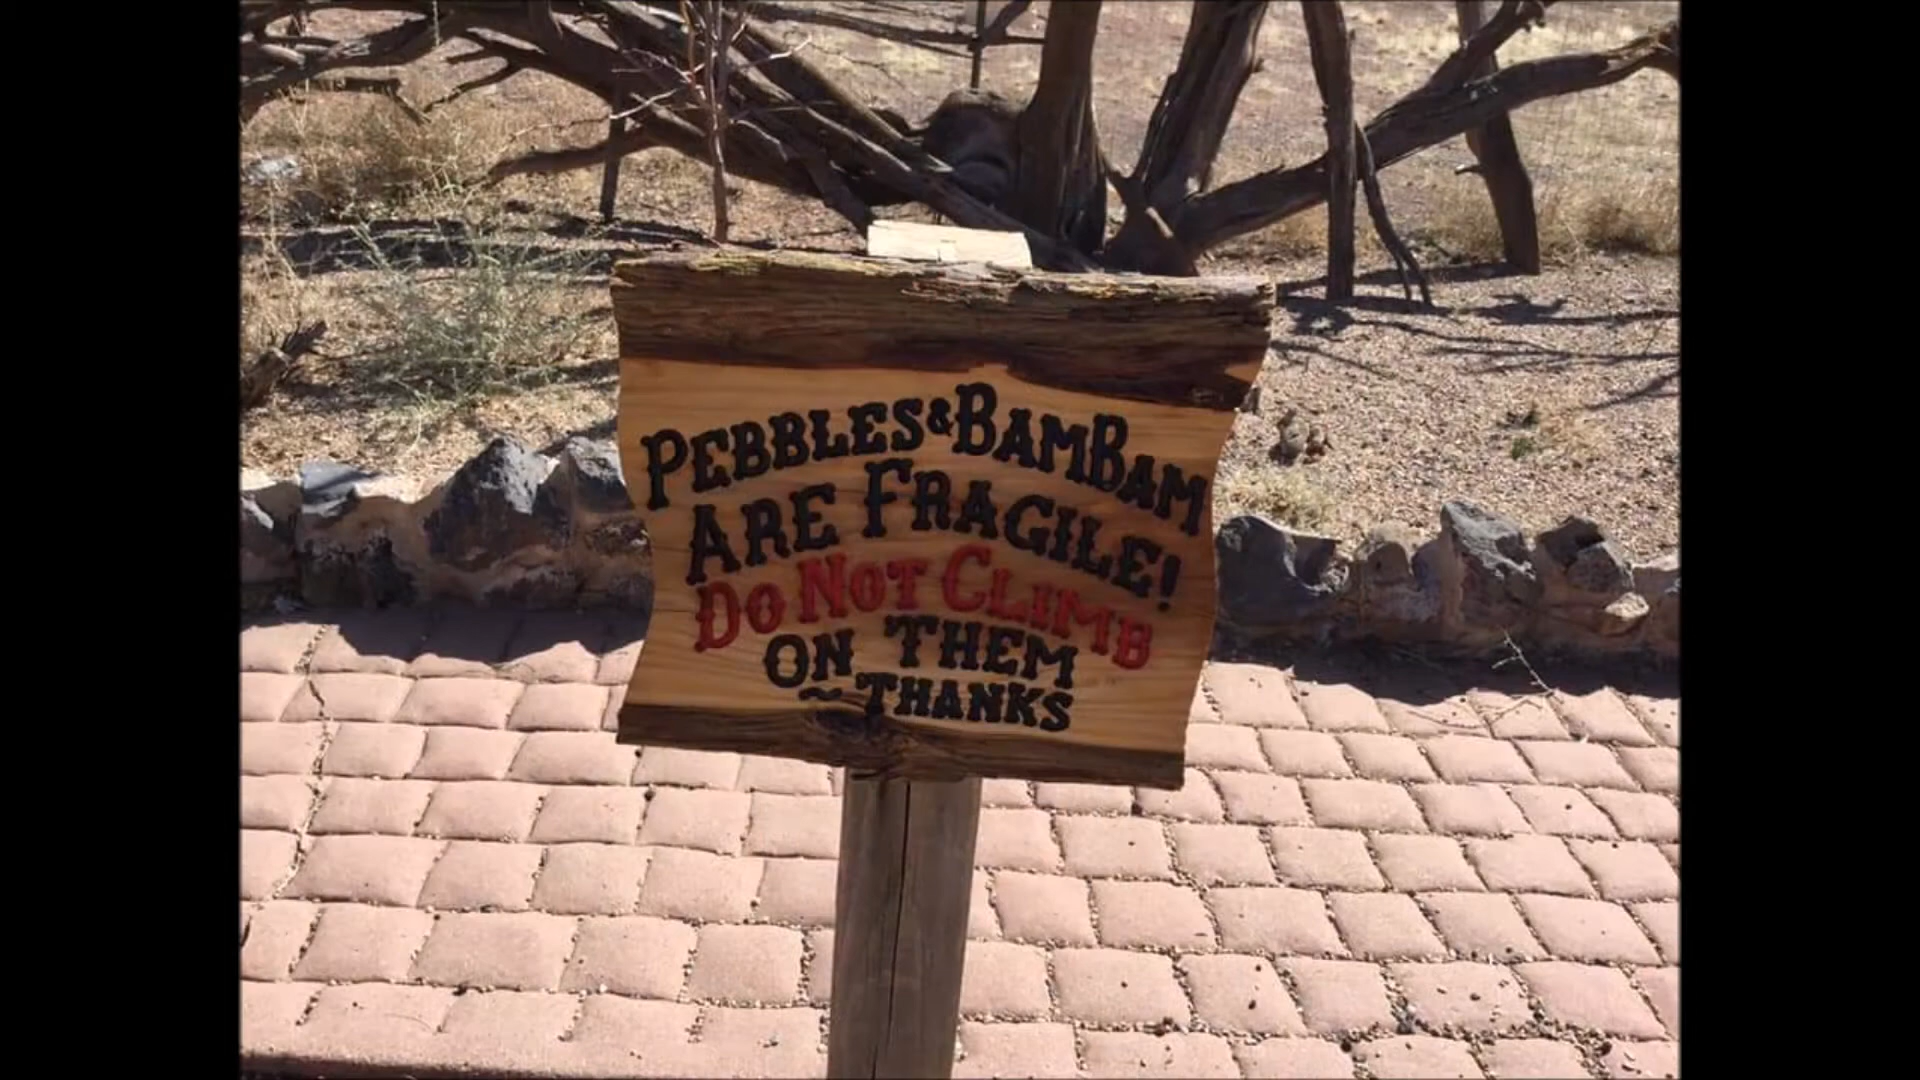 PEBBLES & BAMBAM
ARE FRAGILE!
DO NOT CLIMB
ON THEM
~THANKS